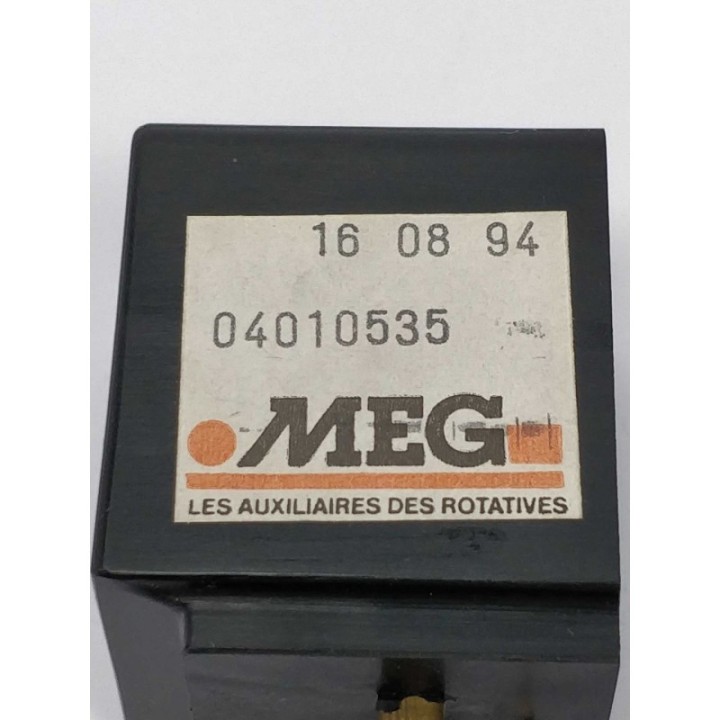 16 08 94
04010535
MEG
LES AUXILIAIRES DES ROTATIVES